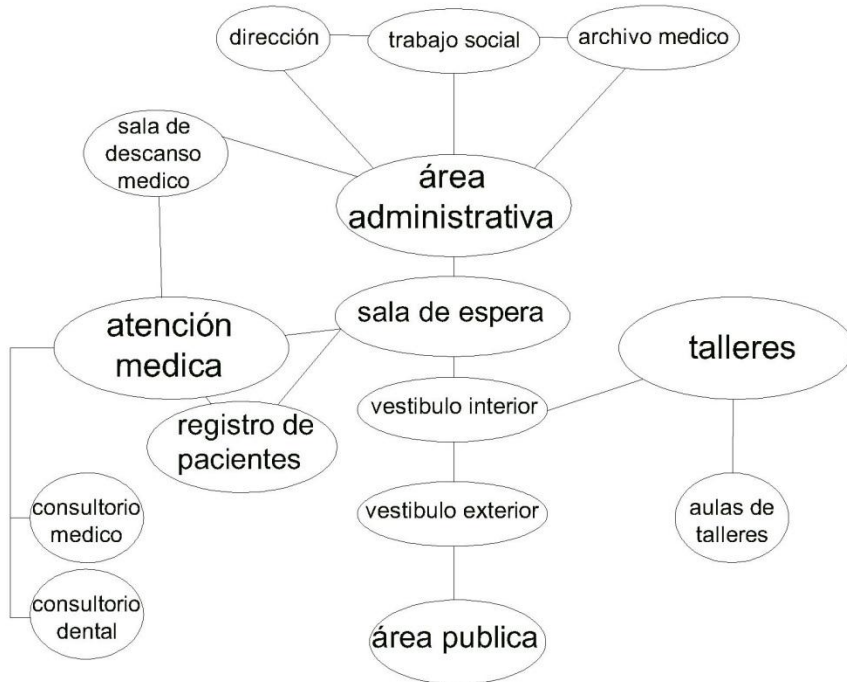 dirección
trabajo social
archivo medico
sala de
descanso
medico
área
administrativa
sala de espera
atención
medica
talleres
vestibulo interior
registro de
pacientes
consultorio
medico
vestibulo exterior
aulas de
talleres
consultorio
dental
área publica